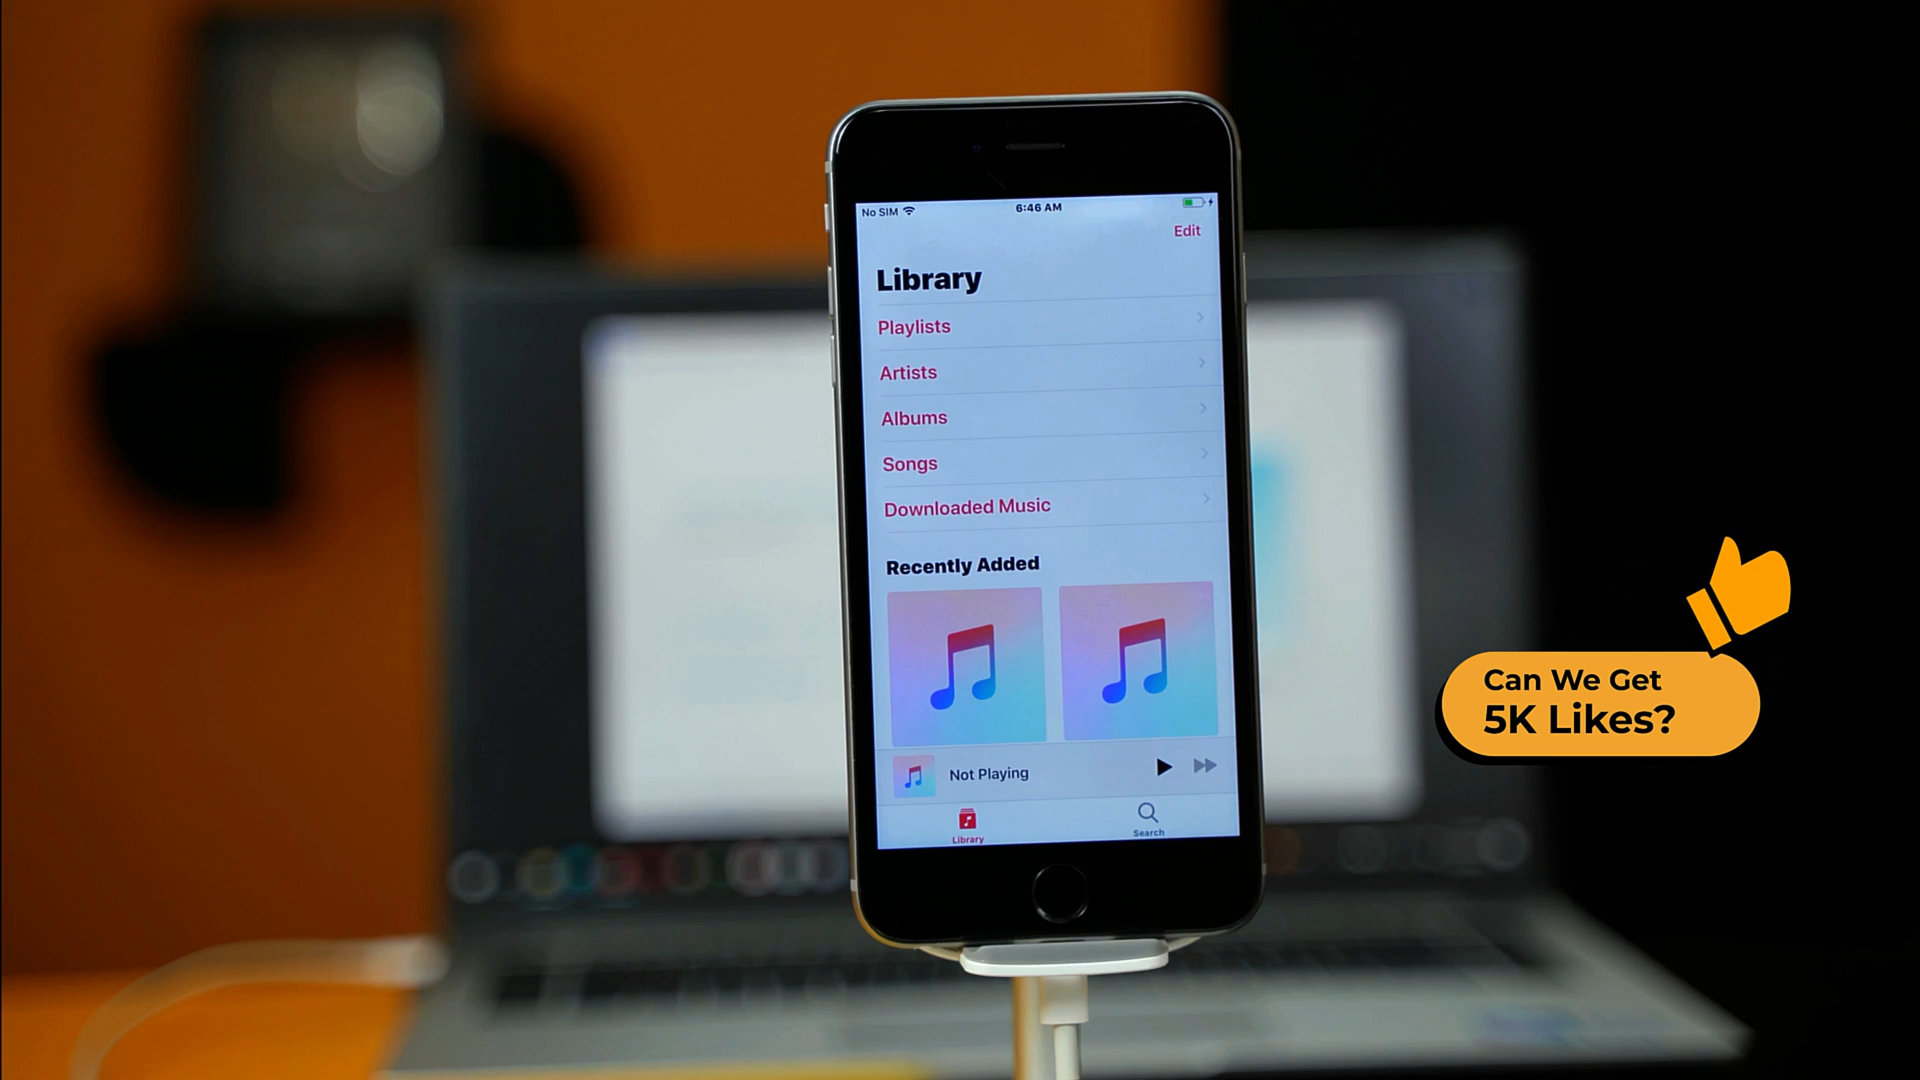 No SIM
6:46 AM
Edit
Library
Playlists
Artists
Albums
Songs
Downloaded Music
Recently Added
Not Playing
Library
Search
Can We Get
5K Likes?